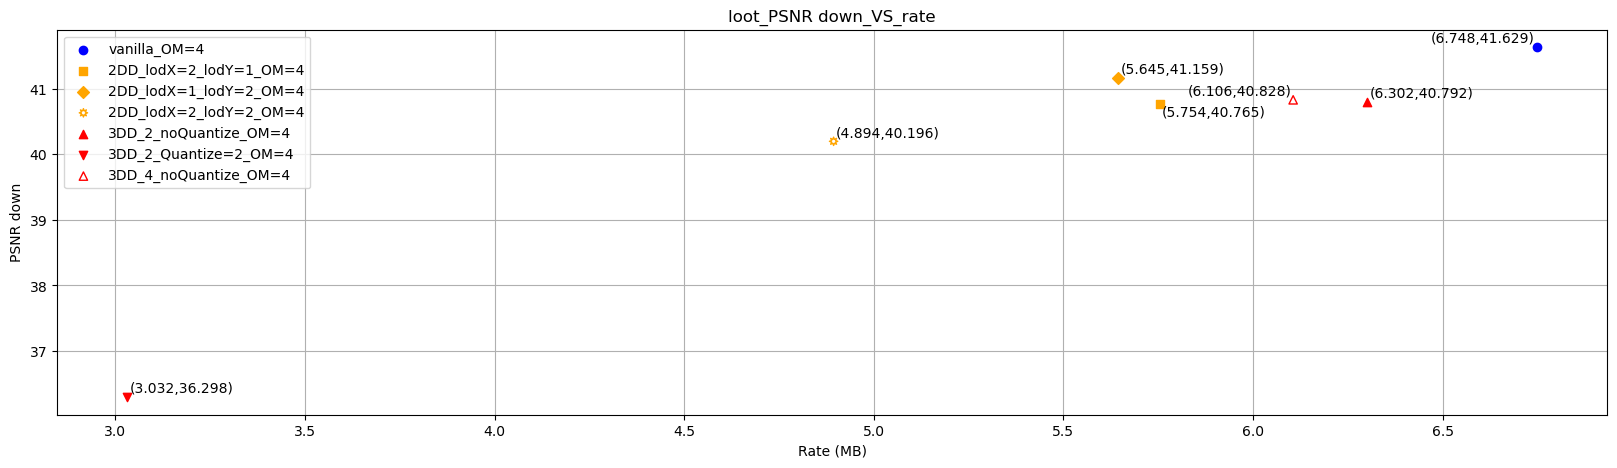 loot_PSNR down_VS_rate
vanilla_OM=4
2DD_lodX=2_lodY=1_OM=4
2DD_lodX=1_lodY=2_OM=4
2DD_lodX=2_lodY=2_OM=4
3DD_2_noQuantize_OM=4
3DD_2_Quantize=2_OM=4
3DD_4_noQuantize_OM=4
(6.748,41.629)
(5.645,41.159)
(6.106,40.828)
(6.302,40.792)
(5.754,40.765)
(4.894,40.196)
(3.032,36.298)
PSNR down
41
40
39
38
37
3.0
3.5
4.0
4.5
5.0
5.5
6.0
6.5
Rate (MB)